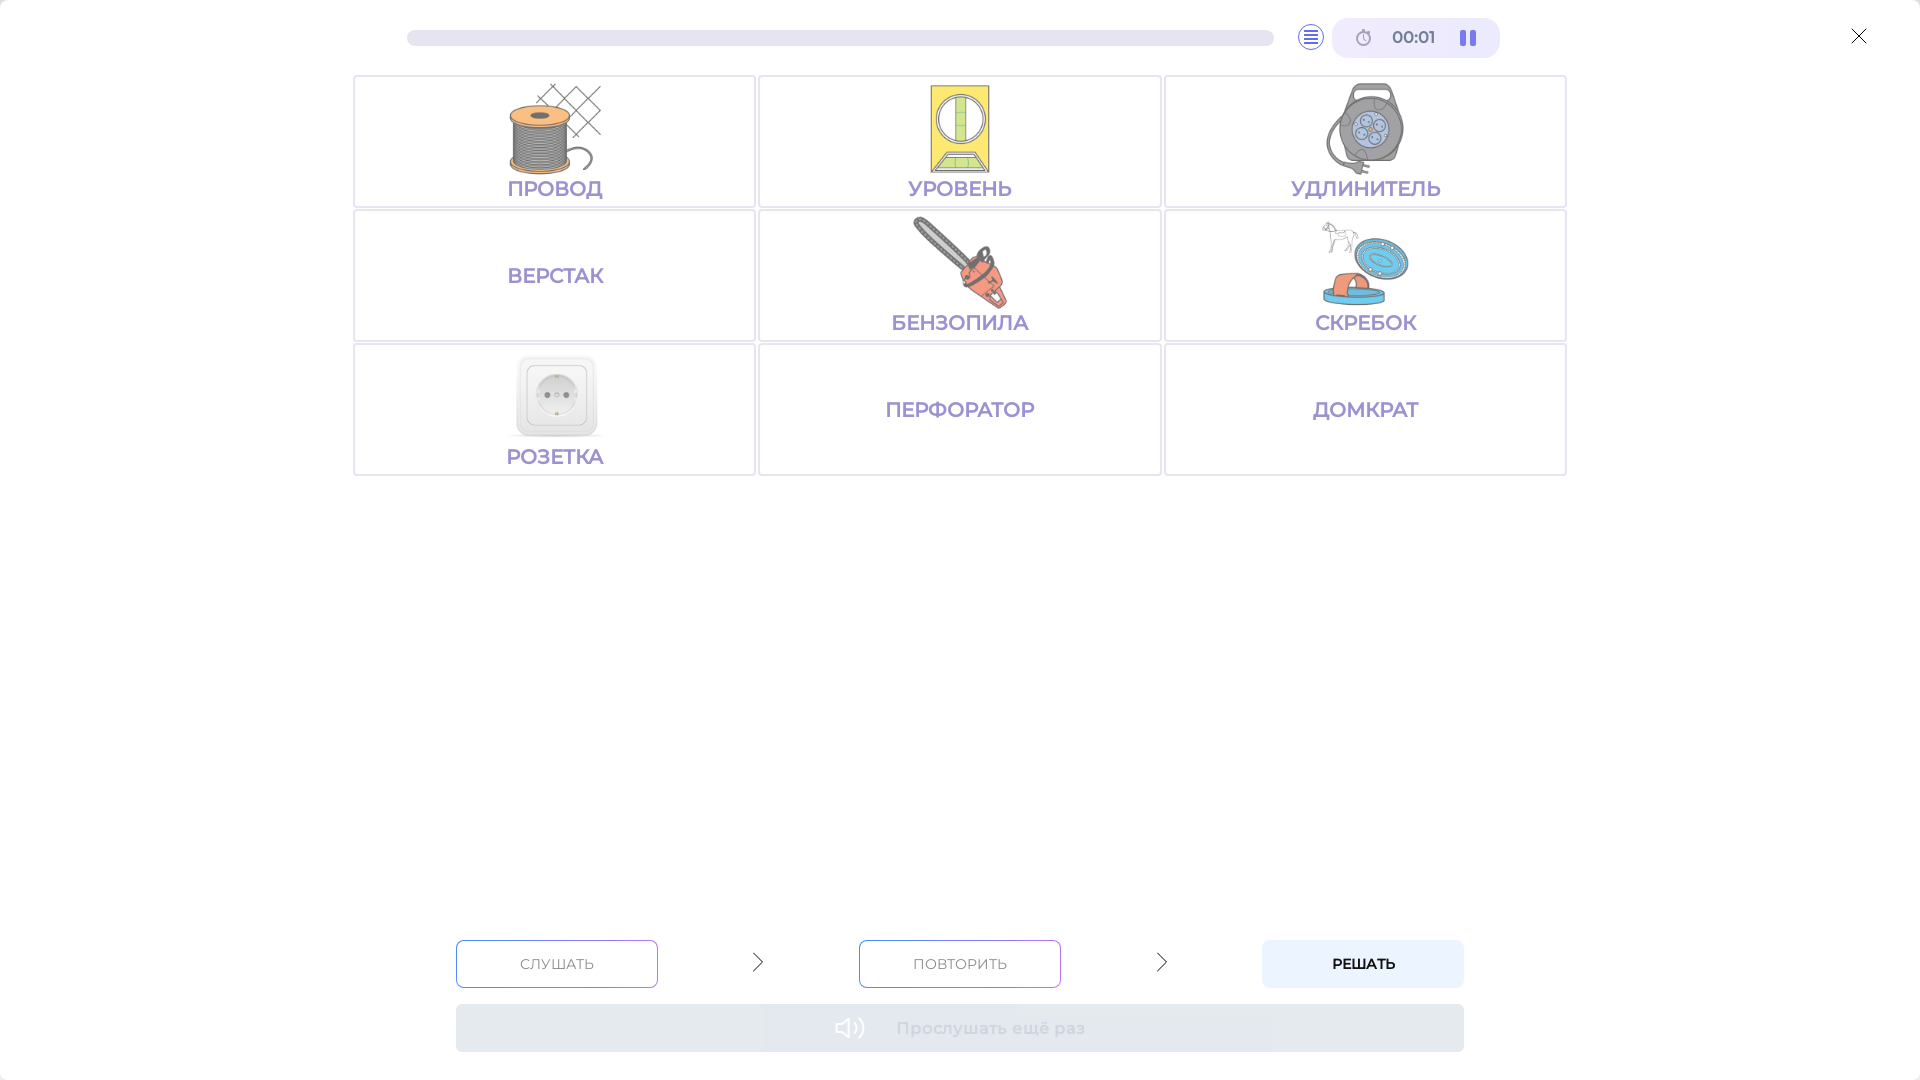 00:01
ПРОВОД
УРОВЕНЬ
УДЛИНИТЕЛЬ
ВЕРСТАК
БЕНЗОПИЛА
СКРЕБОК
РОЗЕТКА
ПЕРФОРАТОР
ДОМКРАТ
СЛУШАТЬ
ПОВТОРИТЬ
РЕШАТЬ
Прослушать ещё раз